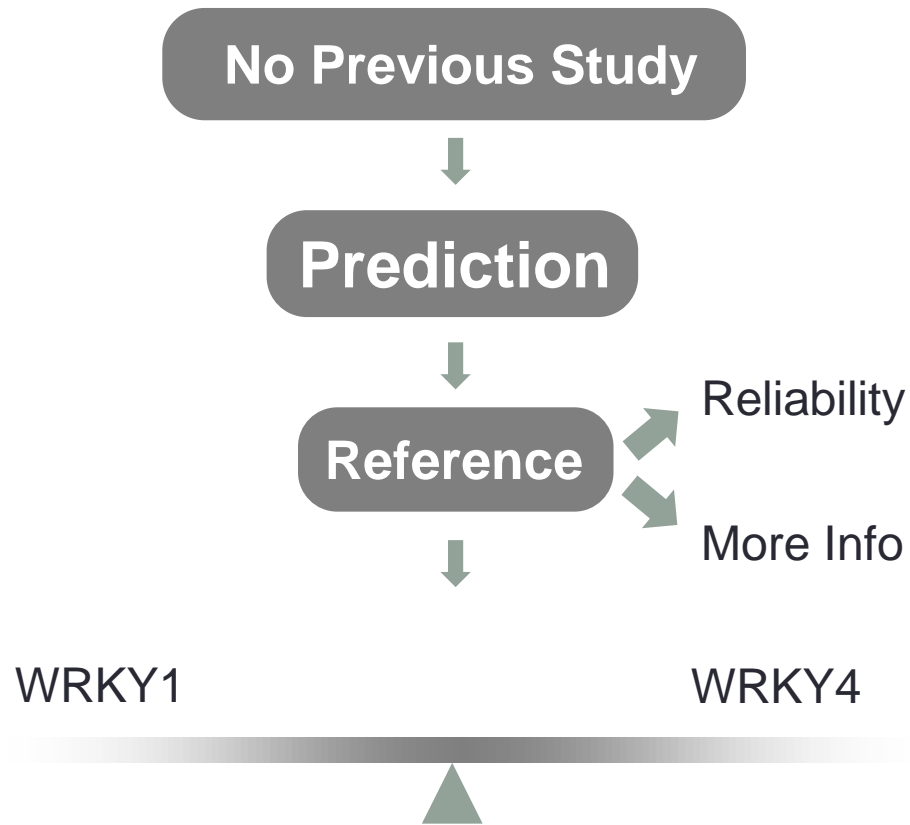 No Previous Study
Prediction
Reference
Reliability
More Info
WRKY1
WRKY4